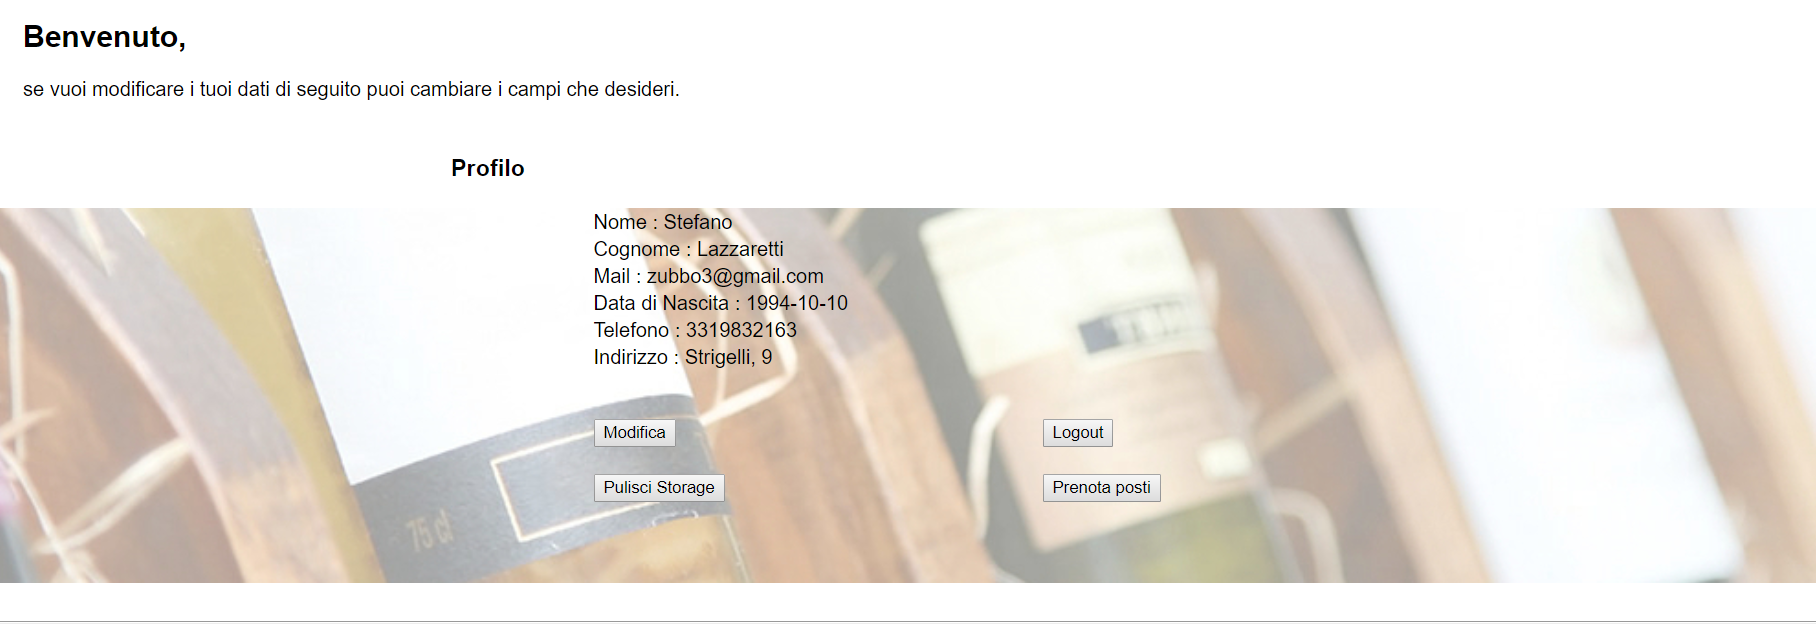 Benvenuto,
se vuoi modificare i tuoi dati di seguito puoi cambiare i campi che desideri.
Profilo
Nome : Stefano
Cognome : Lazzaretti
Mail : zubbo3@gmail.com
Data di Nascita : 1994-10-10
Telefono : 3319832163
Indirizzo : Strigelli, 9
Modifica
Logout
Pulisci Storage
Prenota posti
75 cl